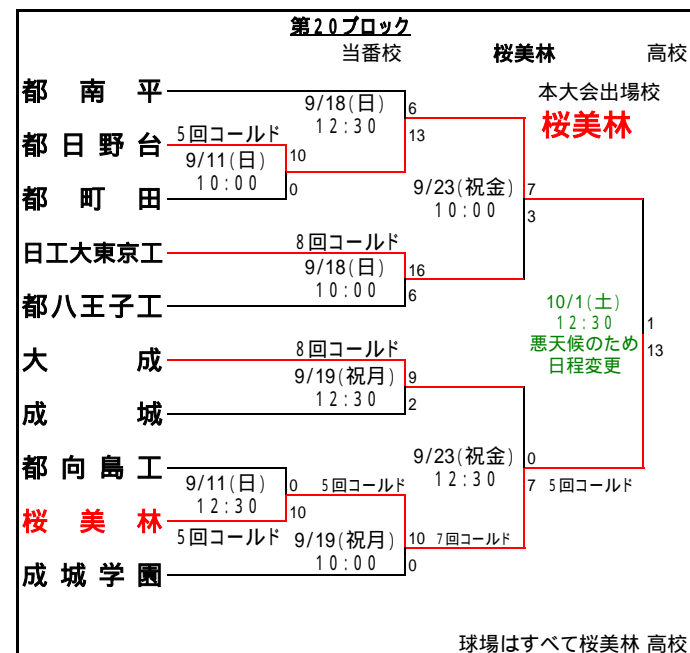 第20ブロック
当番校 桜美林 高校
都南平
9/18(日)
12:30
6
13
本大会出場校
桜美林
都日野台
5回コールド
9/11(日)
10:00
10
0
都町田
9/23(祝金)
10:00
7
3
日工大東京工
8回コールド
9/18(日)
10:00
16
6
都八王子工
10/1(土)
12:30
悪天候のため
日程変更
1
13
大成
8回コールド
9/19(祝月)
12:30
9
2
成城
都向島工
9/11(日)
12:30
0
10
5回コールド
9/23(祝金)
12:30
0
7 5回コールド
桜美林
5回コールド
9/19(祝月)
10:00
10 7回コールド
0
成城学園
球場はすべて桜美林 高校